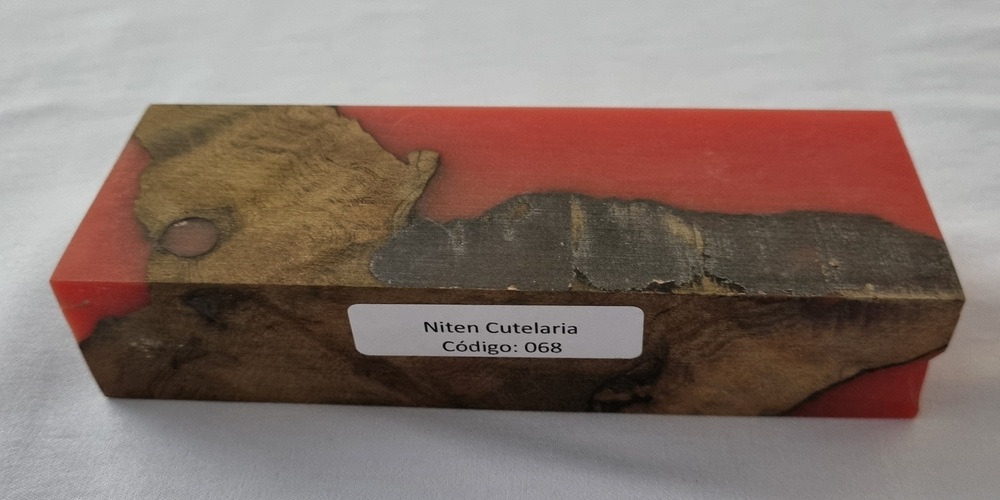 Niten Cutelaria
Código: 068